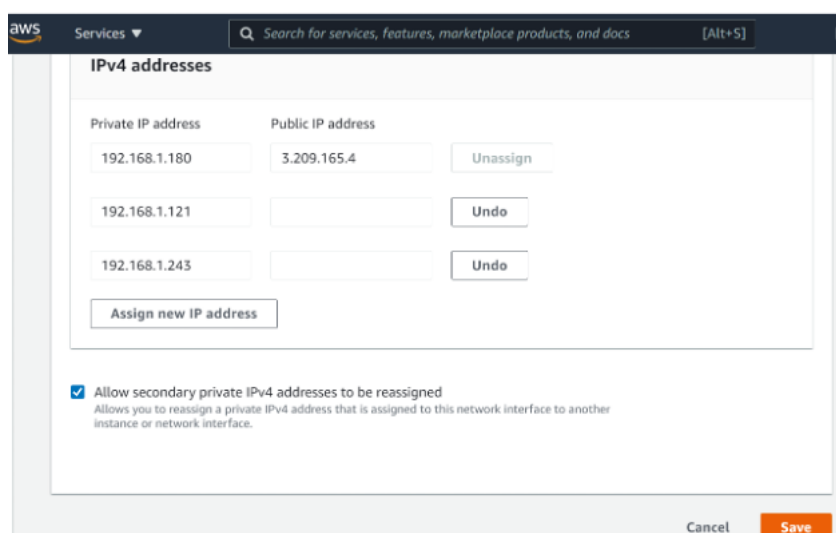 aws Services ▼ Search for services, features, marketplace products, and docs [Alt+S]
IPv4 addresses
Private IP address Public IP address
192.168.1.180 3.209.165.4 Unassign
192.168.1.121 Undo
192.168.1.243 Undo
Assign new IP address
Allow secondary private IPv4 addresses to be reassigned
Allows you to reassign a private IPv4 address that is assigned to this network interface to another
instance or network interface.
Cancel Save